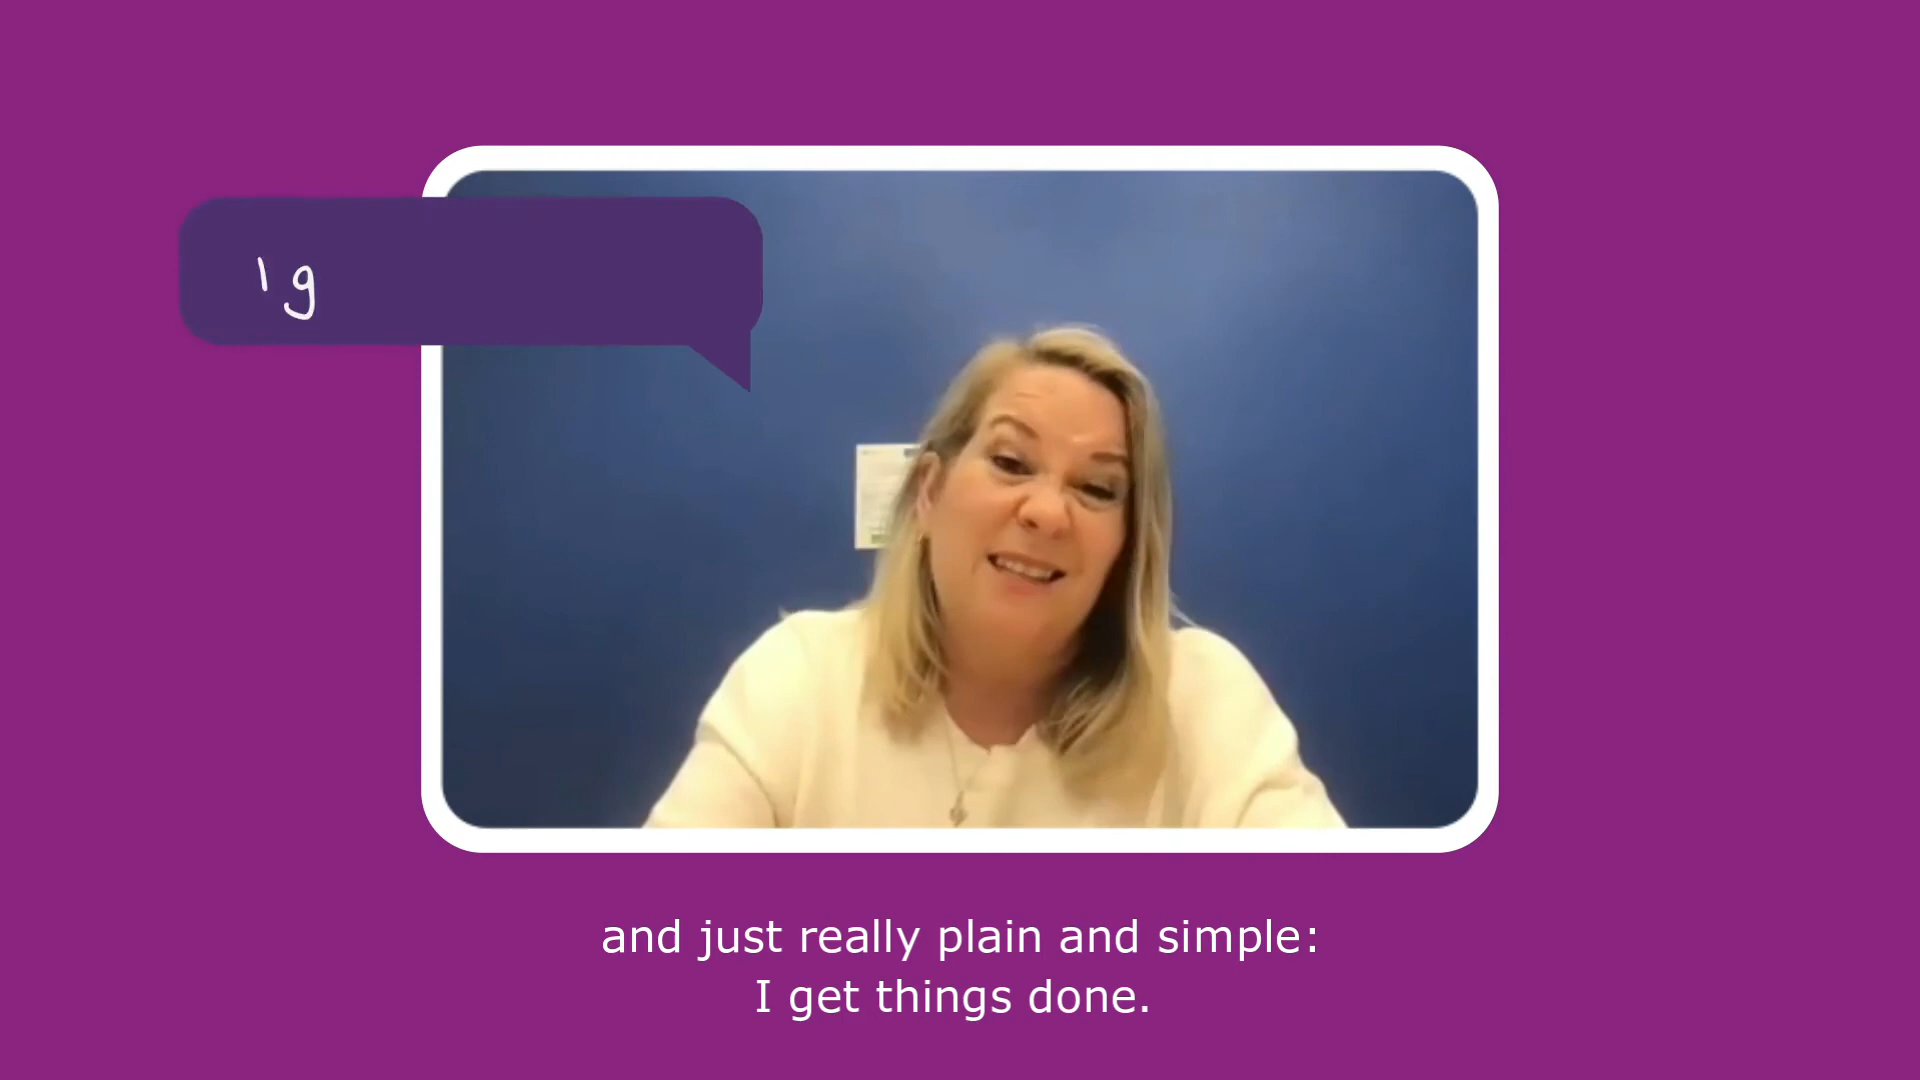 I g
and just really plain and simple:
I get things done.